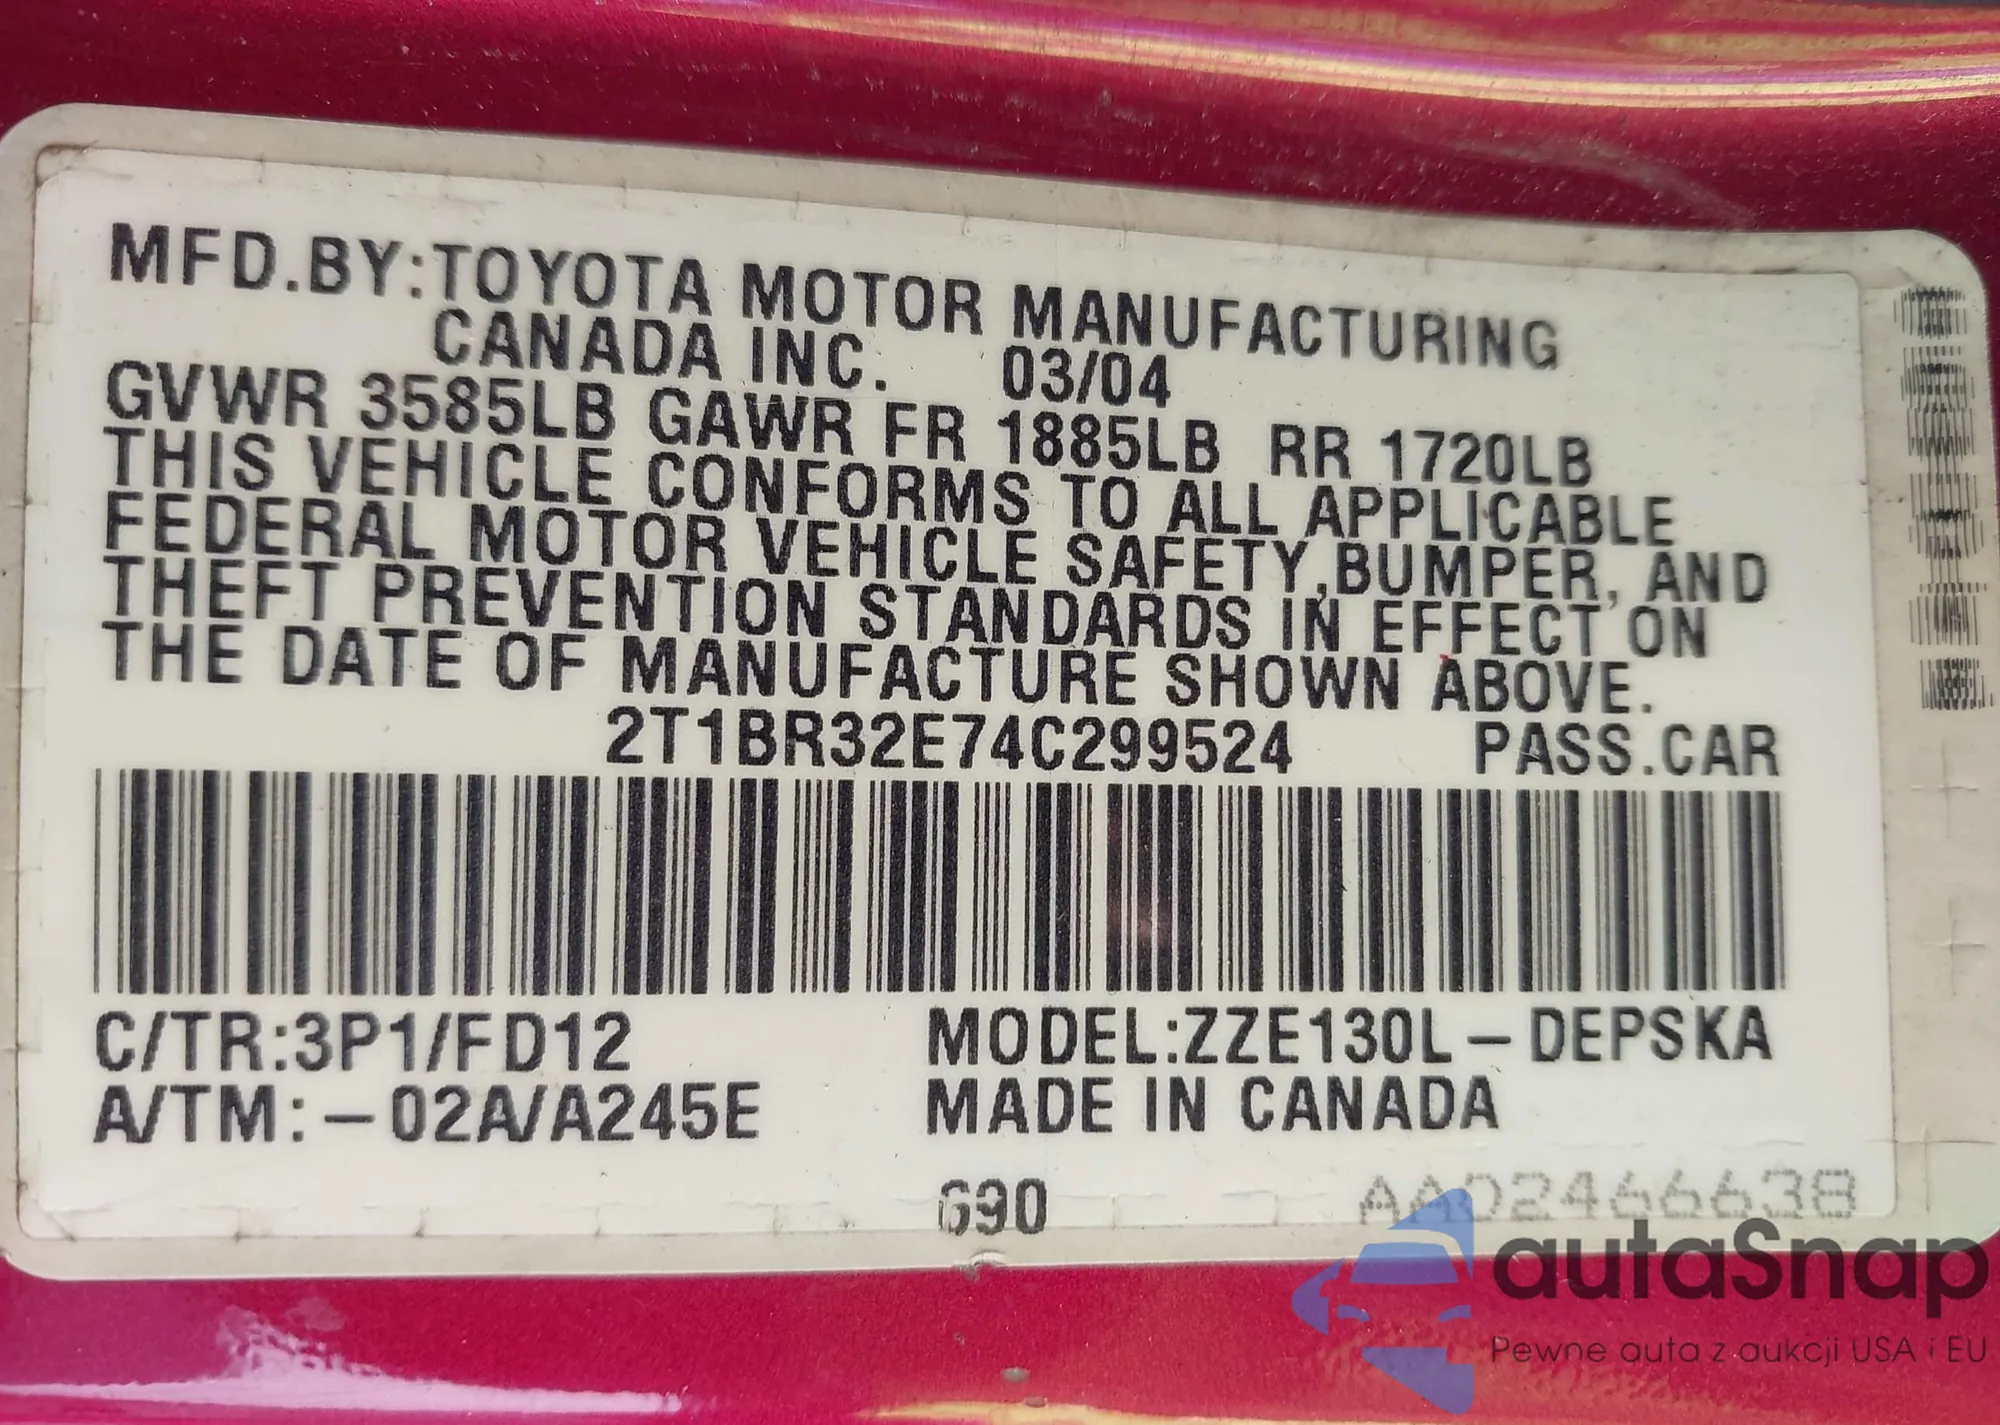 MFD.BY:TOYOTA MOTOR MANUFACTURING
CANADA INC. 03/04
GVWR 3585LB GAWR FR 1885LB RR 1720LB
THIS VEHICLE CONFORMS TO ALL APPLICABLE
FEDERAL MOTOR VEHICLE SAFETY,BUMPER, AND
THEFT PREVENTION STANDARDS IN EFFECT ON
THE DATE OF MANUFACTURE SHOWN ABOVE.
2T1BR32E74C299524 PASS.CAR
C/TR:3P1/FD12 MODEL:ZZE130L-DEPSKA
A/TM:-02A/A245E MADE IN CANADA
690 AA02466638
autaSnap
Pewne auta z aukcji USA i EU